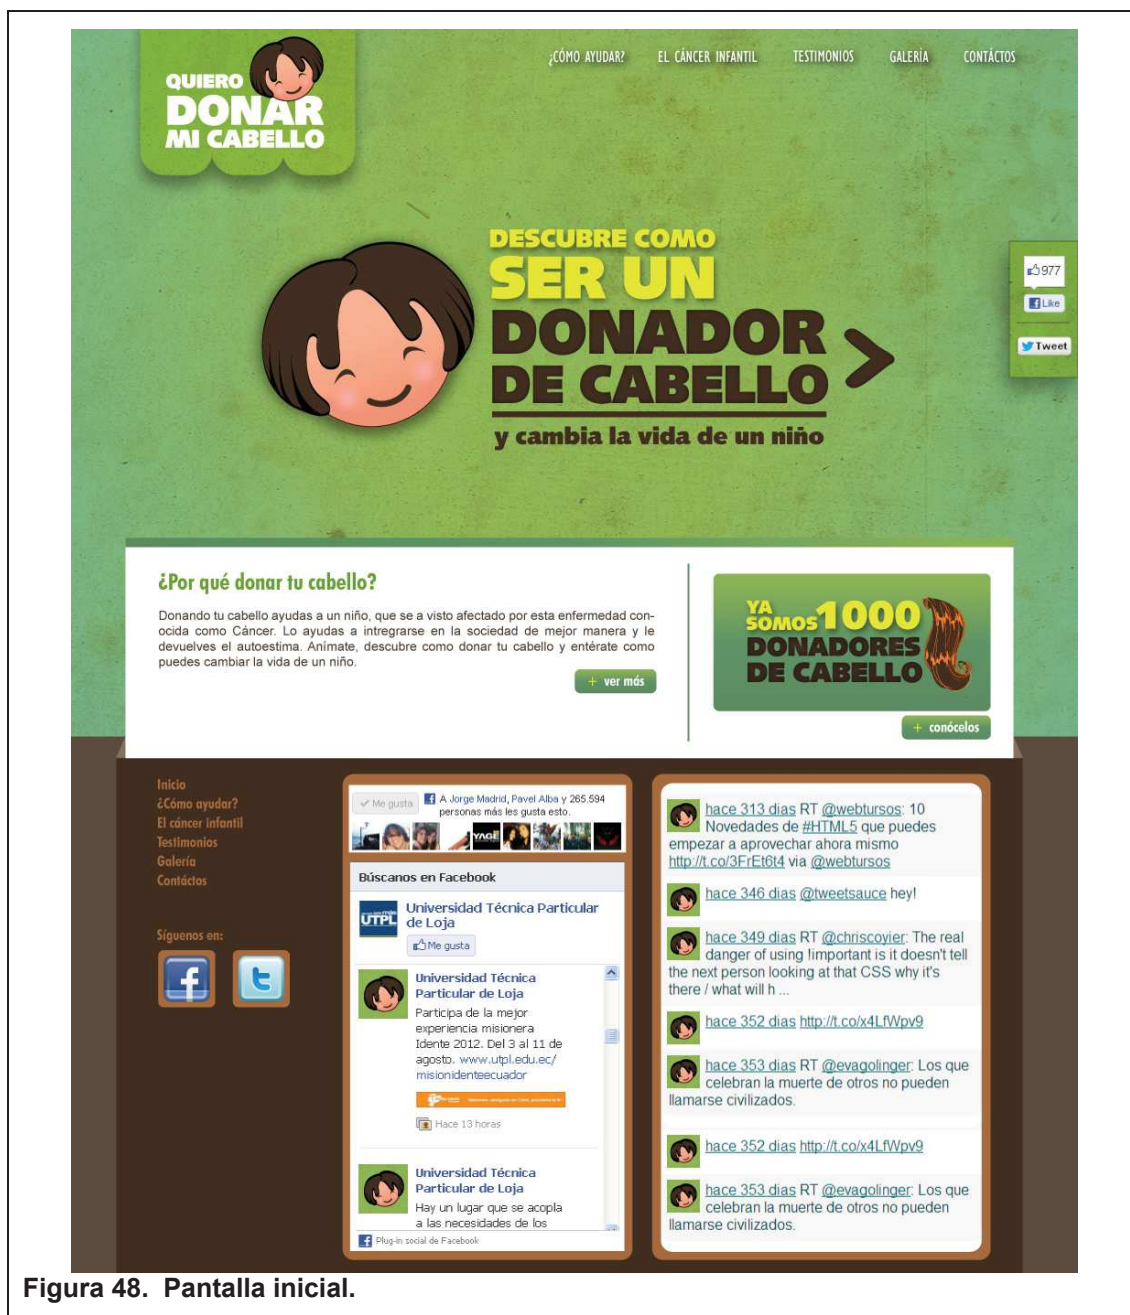 QUIERO
DONAR
MI CABELLO
¿CÓMO AYUDAR? EL CÁNCER INFANTIL TESTIMONIOS GALERÍA CONTÁCTOS
DESCUBRE COMO
SER UN
DONADOR
DE CABELLO
y cambia la vida de un niño
977
Like
Tweet
¿Por qué donar tu cabello?
Donando tu cabello ayudas a un niño, que se a visto afectado por esta enfermedad con-
ocida como Cáncer. Lo ayudas a intregrarse en la sociedad de mejor manera y le
devuelves el autoestima. Anímate, descubre como donar tu cabello y entérate como
puedes cambiar la vida de un niño.
+ ver más
YA
SOMOS 1000
DONADORES
DE CABELLO
+ conócelos
Inicio
¿Cómo ayudar?
El cáncer infantil
Testimonios
Galería
Contáctos
Síguenos en:
Me gusta
A Jorge Madrid, Pavel Alba y 265,594
personas más les gusta esto.
YAGÉ
Búscanos en Facebook
UTPL
Universidad Técnica Particular
de Loja
Me gusta
Universidad Técnica
Particular de Loja
Participa de la mejor
experiencia misionera
Idente 2012. Del 3 al 11 de
agosto. www.utpl.edu.ec/
misionidenteecuador
Hace 13 horas
Universidad Técnica
Particular de Loja
Hay un lugar que se acopla
a las necesidades de los
Plug-in social de Facebook
hace 313 dias RT @webtursos: 10
Novedades de #HTML5 que puedes
empezar a aprovechar ahora mismo
http://t.co/3FrEt6t4 via @webtursos
hace 346 dias @tweetsauce hey!
hace 349 dias RT @chriscoyier: The real
danger of using !important is it doesn't tell
the next person looking at that CSS why it's
there / what will h ...
hace 352 dias http://t.co/x4LfWpv9
hace 353 dias RT @evagolinger: Los que
celebran la muerte de otros no pueden
llamarse civilizados.
hace 352 dias http://t.co/x4LfWpv9
hace 353 dias RT @evagolinger: Los que
celebran la muerte de otros no pueden
llamarse civilizados.
Figura 48. Pantalla inicial.